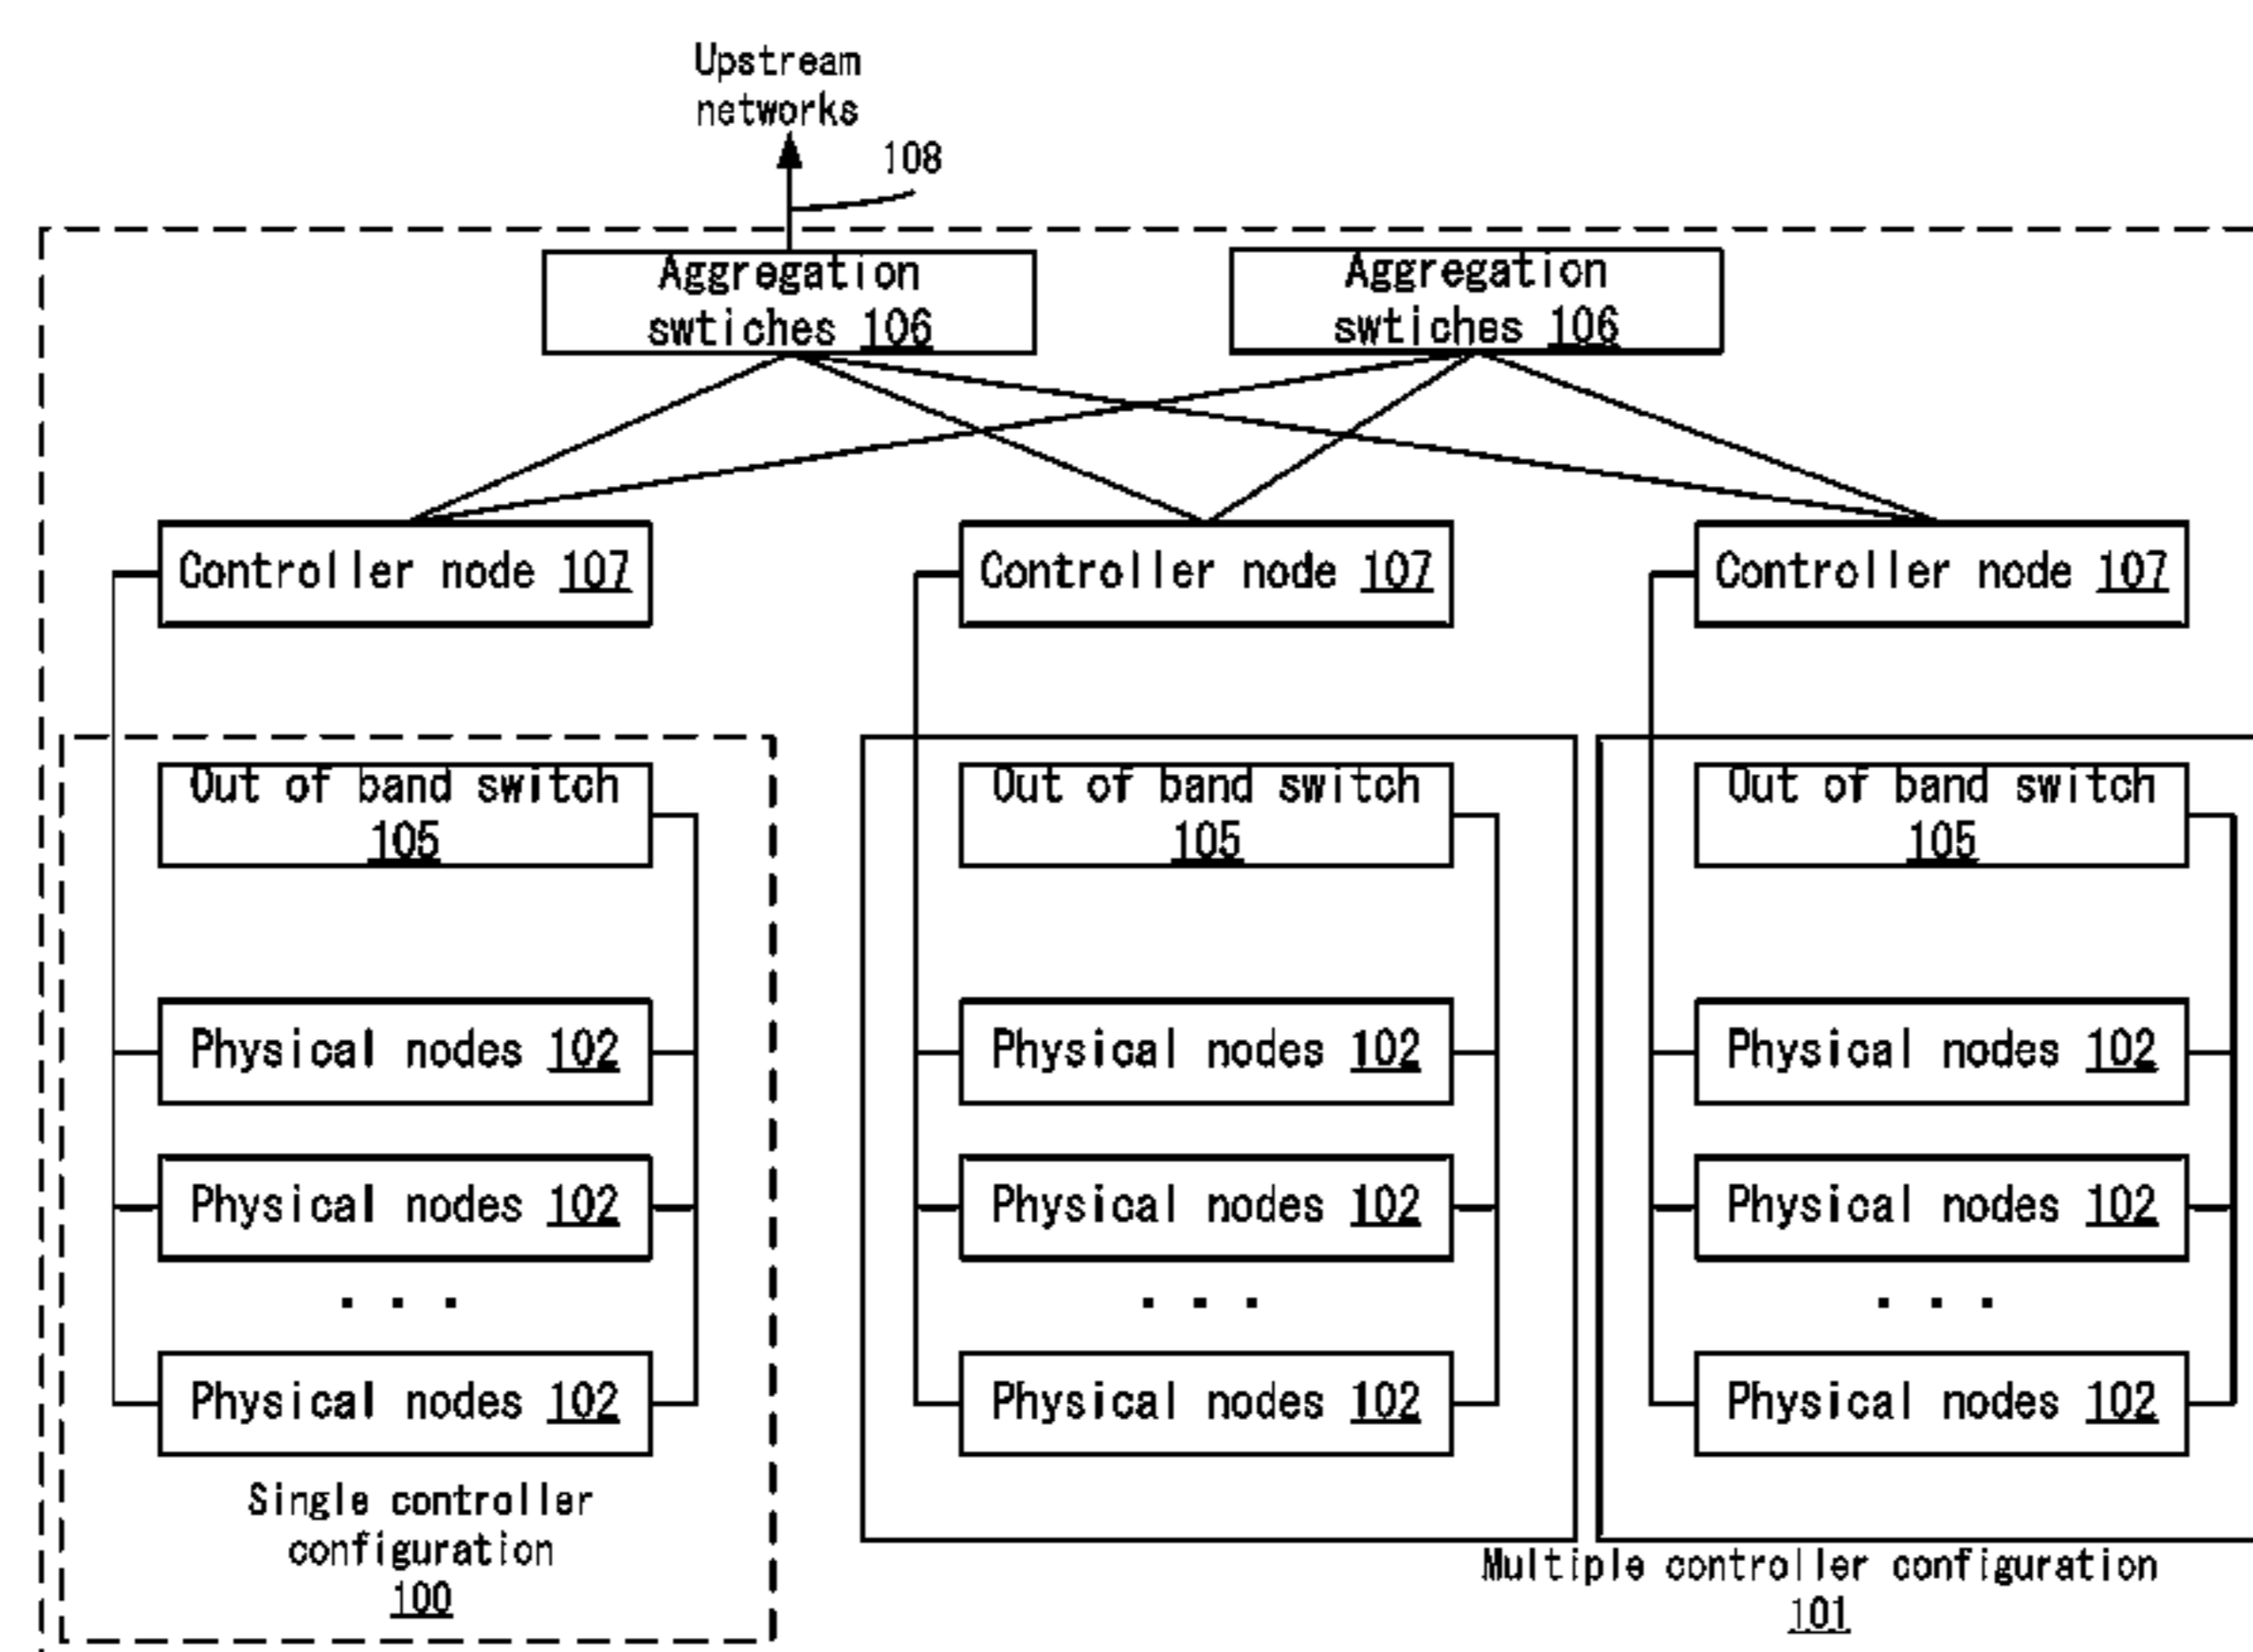 Upstream
networks
108
Aggregation
swtiches 106
Aggregation
swtiches 106
Controller node 107
Controller node 107
Controller node 107
Out of band switch
105
Out of band switch
105
Out of band switch
105
Physical nodes 102
Physical nodes 102
Physical nodes 102
Physical nodes 102
Physical nodes 102
Physical nodes 102
. . .
. . .
. . .
Physical nodes 102
Physical nodes 102
Physical nodes 102
Single controller
configuration
100
Multiple controller configuration
101